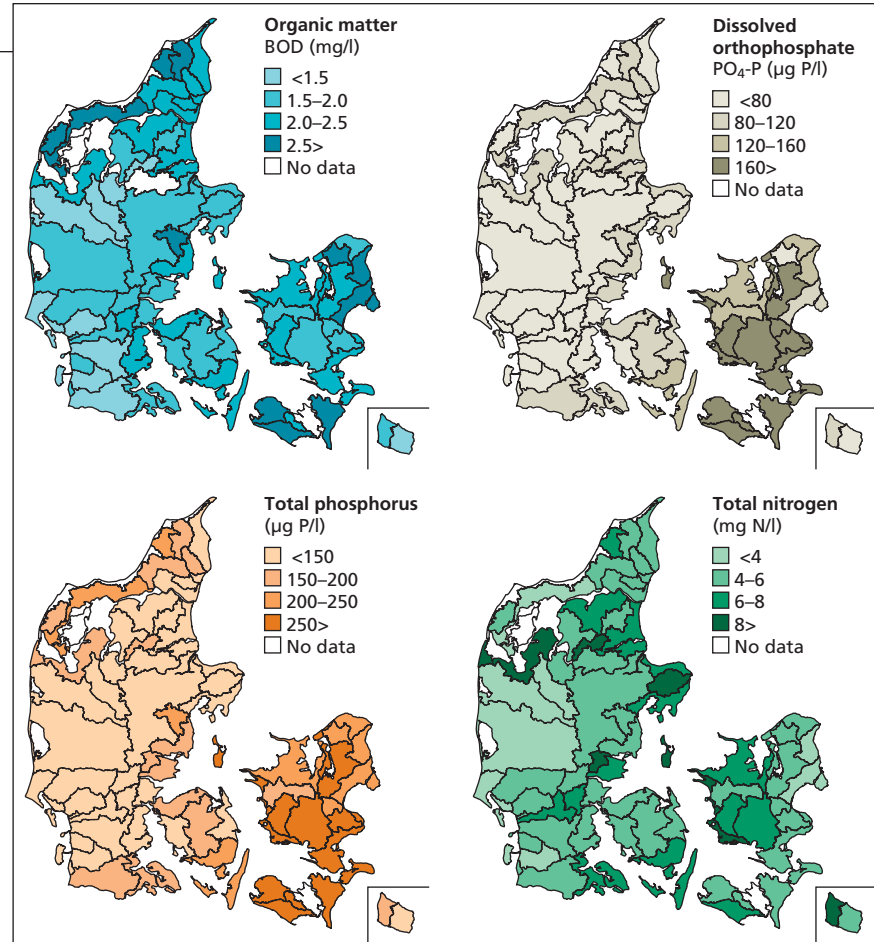 Organic matter
BOD (mg/l)
<1.5
1.5–2.0
2.0–2.5
2.5>
No data
Dissolved
orthophosphate
PO₄-P (µg P/l)
<80
80–120
120–160
160>
No data
Total phosphorus
(µg P/l)
<150
150–200
200–250
250>
No data
Total nitrogen
(mg N/l)
<4
4–6
6–8
8>
No data